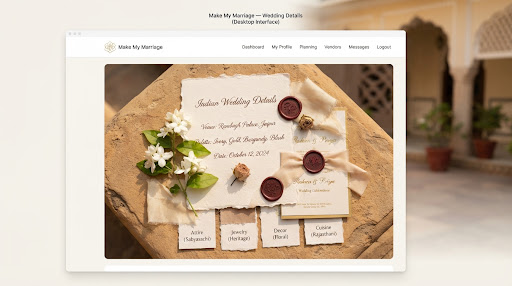 Make My Marriage — Wedding Details
(Desktop Interface)
Make My Marriage
Dashboard
My Profile
Planning
Vendors
Messages
Logout
Indian Wedding Details
Venue: Rambagh Palace, Jaipur
Palette: Ivory, Gold, Burgundy, Blush
Date: October 12, 2024
& Priya
Wedding Celebration
Attire
(Sabyasachi)
Jewelry
(Heritage)
Decor
(Floral)
Cuisine
(Rajasthani)